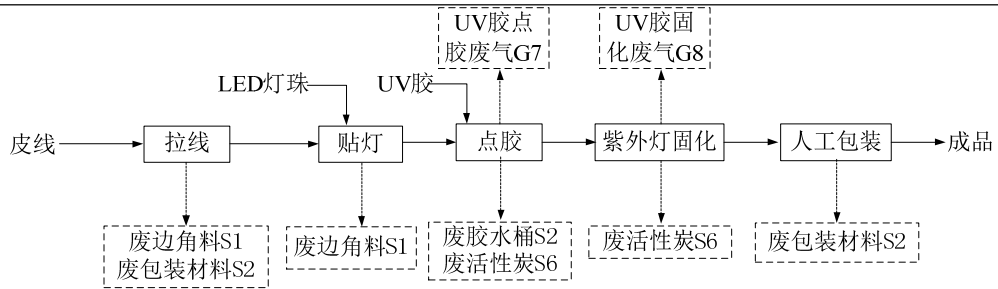 UV胶点
胶废气G7
UV胶固
化废气G8
LED灯珠
UV胶
皮线
拉线
贴灯
点胶
紫外灯固化
人工包装
成品
废边角料S1
废包装材料S2
废边角料S1
废胶水桶S2
废活性炭S6
废活性炭S6
废包装材料S2